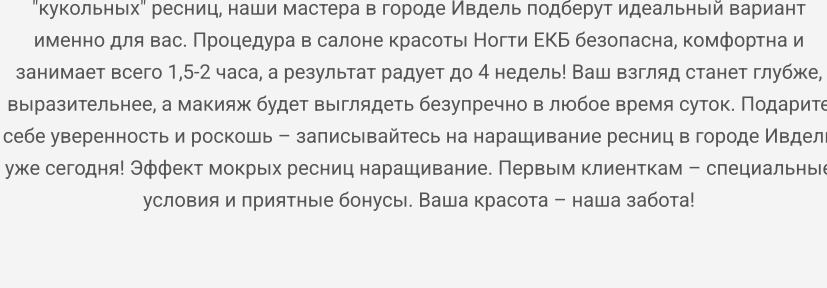 "кукольных" ресниц, наши мастера в городе Ивдель подберут идеальный вариант
именно для вас. Процедура в салоне красоты Ногти ЕКБ безопасна, комфортна и
занимает всего 1,5-2 часа, а результат радует до 4 недель! Ваш взгляд станет глубже,
выразительнее, а макияж будет выглядеть безупречно в любое время суток. Подарите
себе уверенность и роскошь – записывайтесь на наращивание ресниц в городе Ивдель
уже сегодня! Эффект мокрых ресниц наращивание. Первым клиенткам – специальные
условия и приятные бонусы. Ваша красота – наша забота!